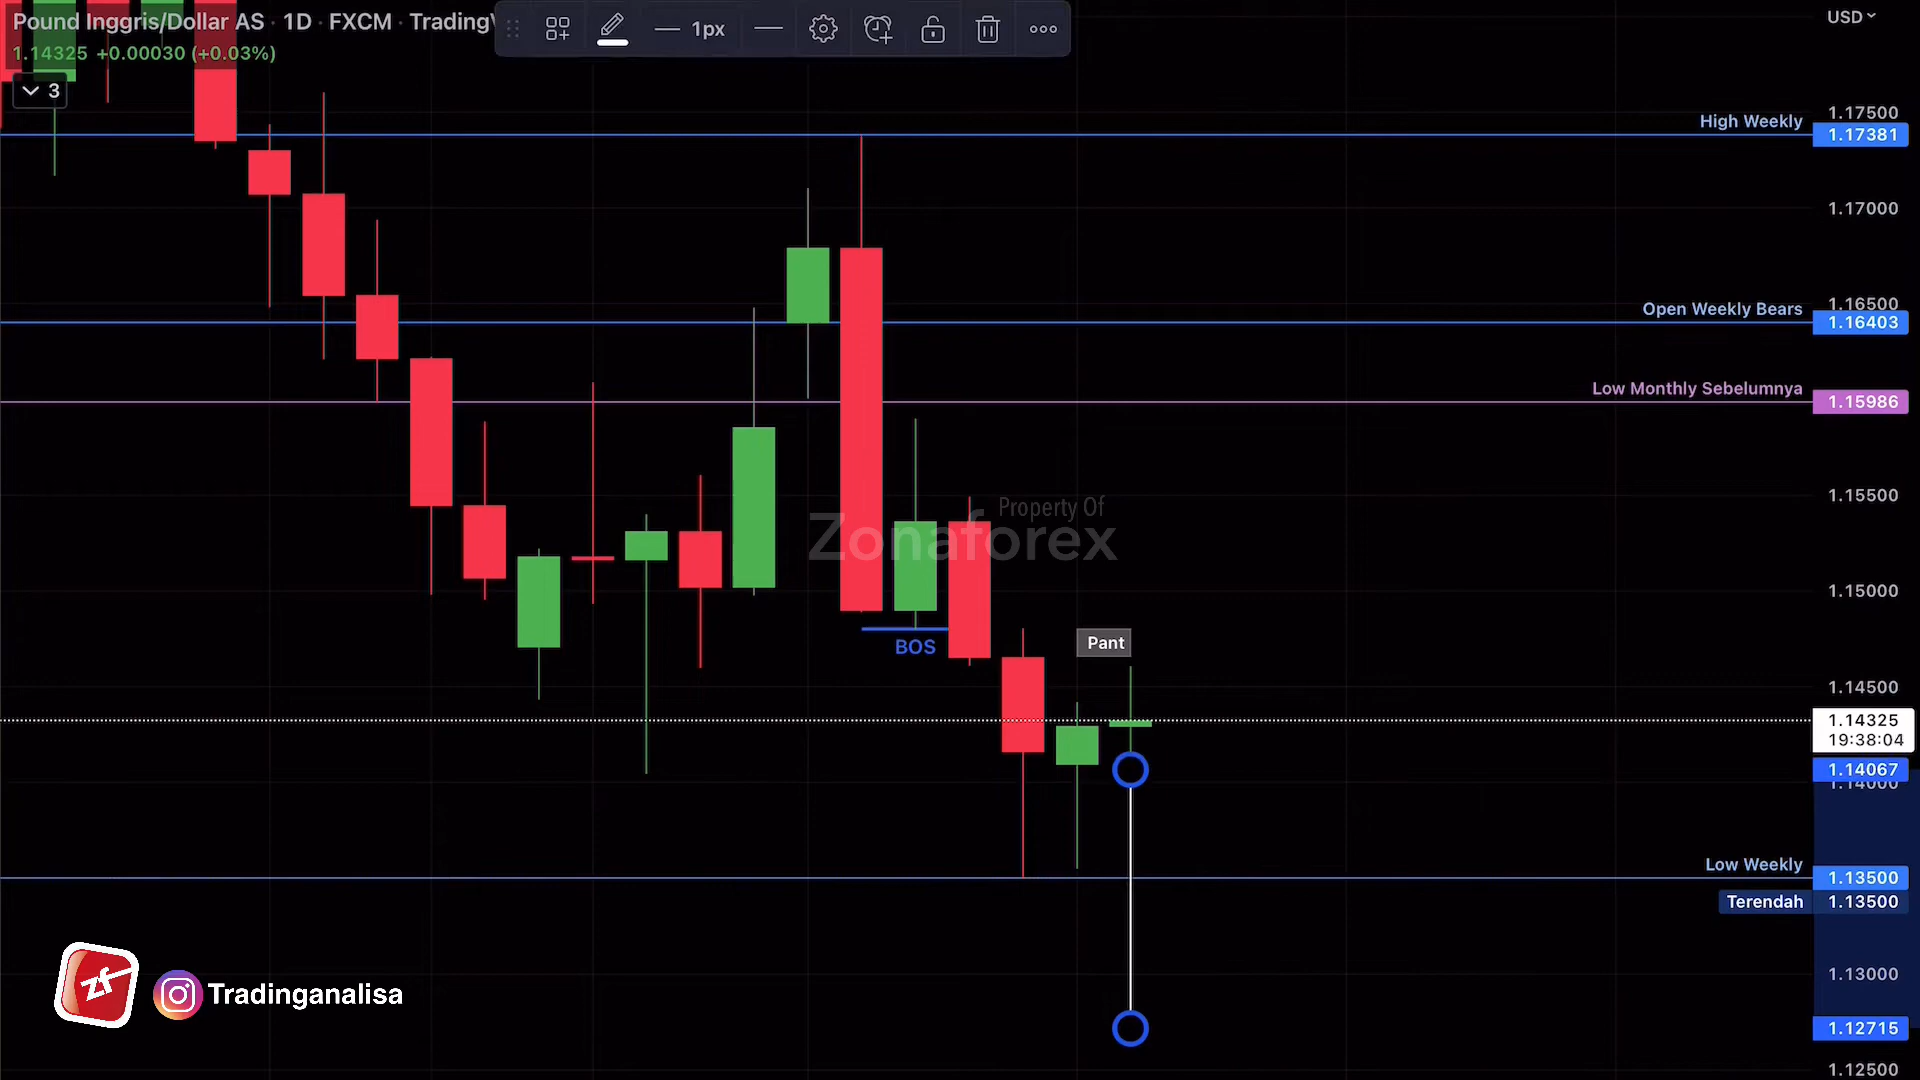 Pound Inggris/Dollar AS · 1D · FXCM · Trading
1.14325 +0.00030 (+0.03%)
3
1px
USD
1.17500
High Weekly 1.17381
1.17000
1.16500
Open Weekly Bears 1.16403
Low Monthly Sebelumnya 1.15986
1.15500
Property Of
Zonaforex
1.15000
BOS
Pant
1.14500
1.14325
19:38:04
1.14067
1.14000
Low Weekly 1.13500
Terendah 1.13500
1.13000
zf Tradinganalisa
1.12715
1.12500